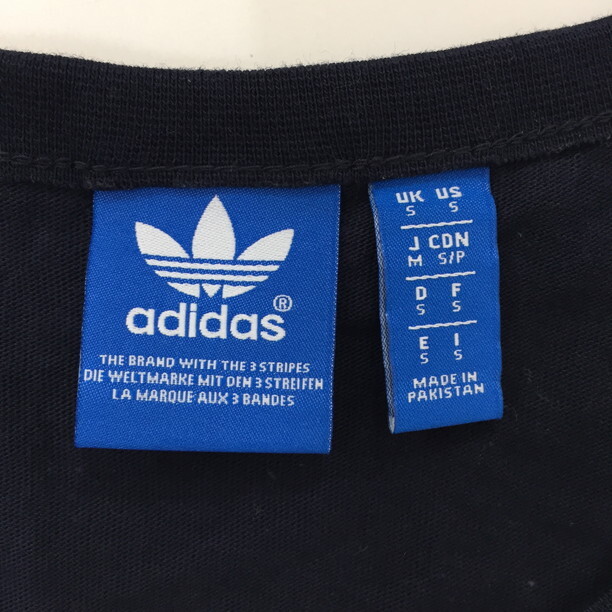 adidas®
THE BRAND WITH THE 3 STRIPES
DIE WELTMARKE MIT DEN 3 STREIFEN
LA MARQUE AUX 3 BANDES
UK US
S S
J CDN
M S/P
D F
S S
E I
S S
MADE IN
PAKISTAN